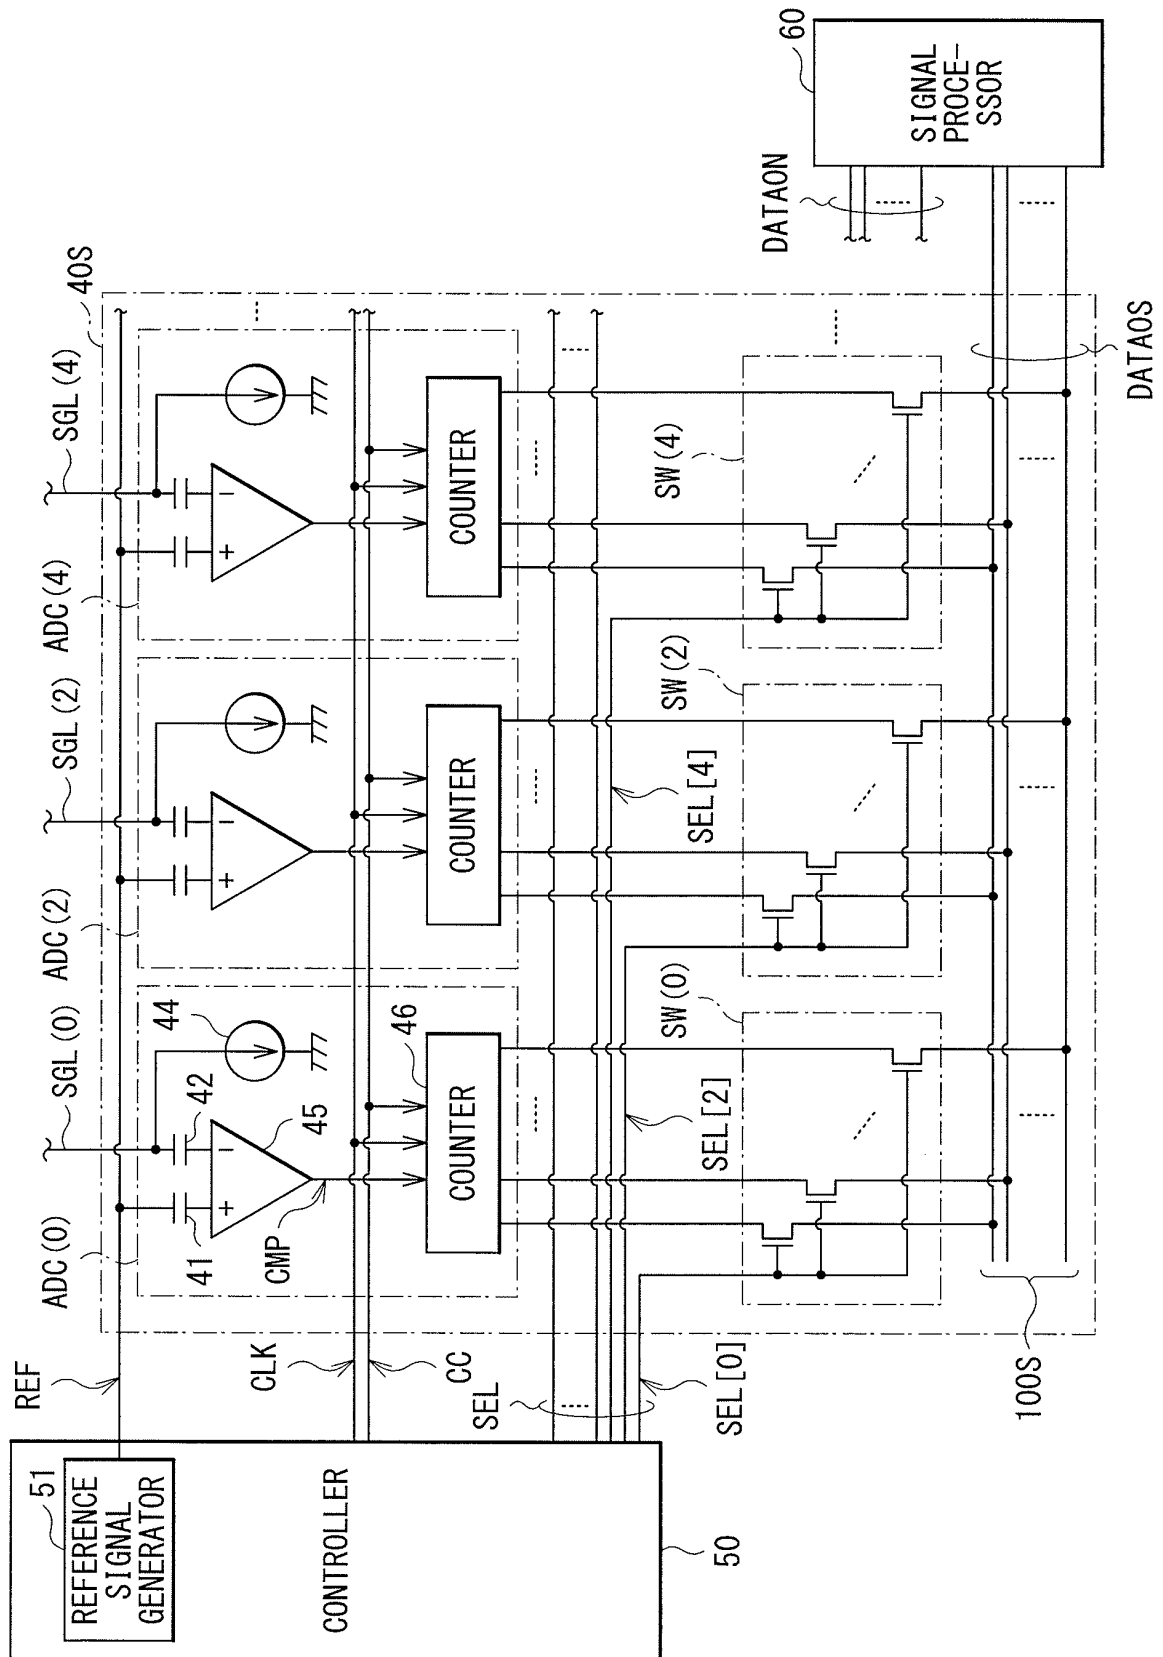 40S
ADC(0)
SGL(0)
ADC(2)
SGL(2)
ADC(4)
SGL(4)
REF
51
REFERENCE
SIGNAL
GENERATOR
41
+
−
42
44
45
+
−
+
−
CMP
CLK
CC
46
COUNTER
COUNTER
COUNTER
CONTROLLER
SEL
SEL[0]
SEL[2]
SEL[4]
50
SW(0)
SW(2)
SW(4)
100S
DATAOS
DATAON
60
SIGNAL
PROCE-
SSOR